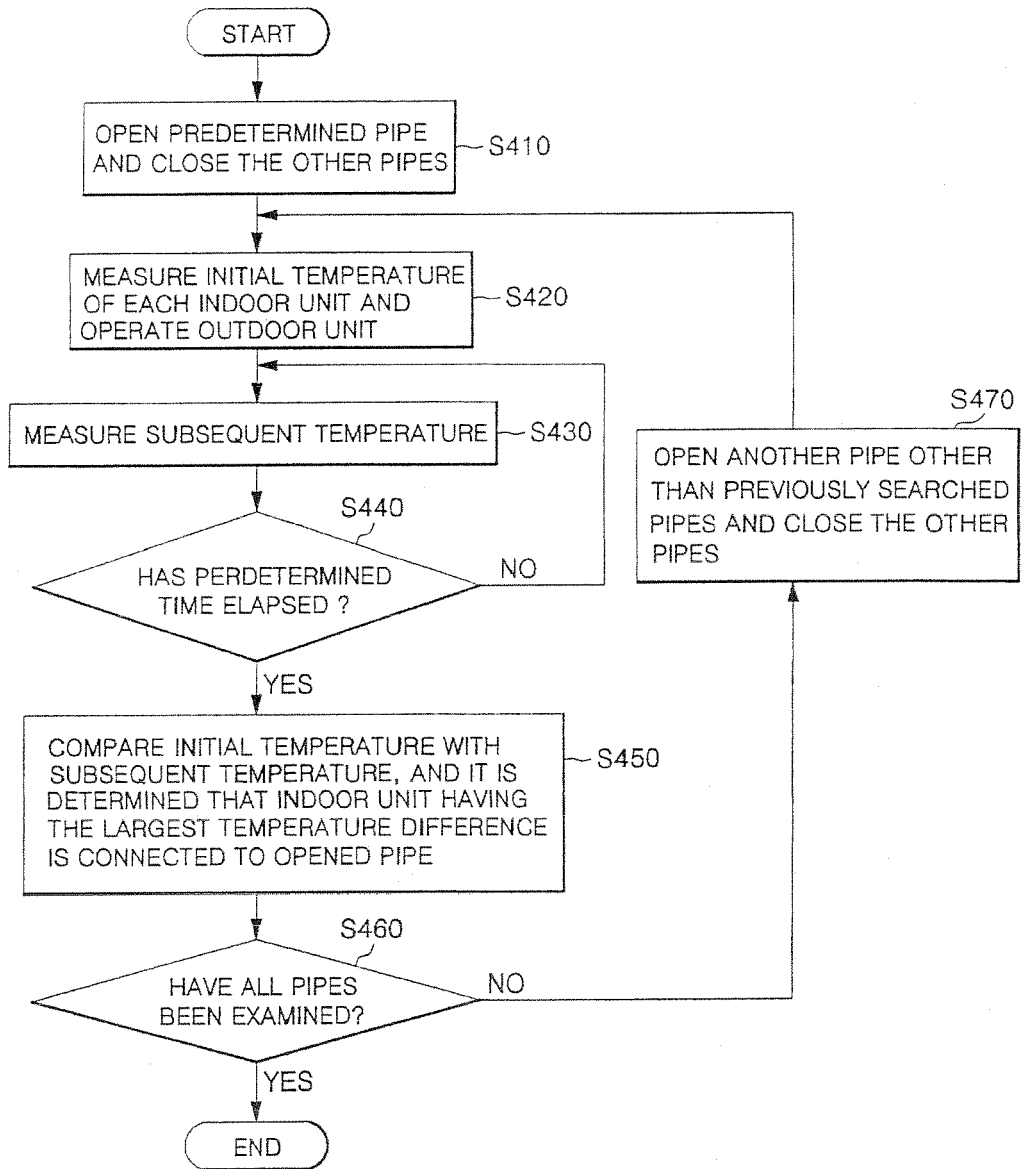 START
OPEN PREDETERMINED PIPE
AND CLOSE THE OTHER PIPES
S410
MEASURE INITIAL TEMPERATURE
OF EACH INDOOR UNIT AND
OPERATE OUTDOOR UNIT
S420
MEASURE SUBSEQUENT TEMPERATURE
S430
S440
HAS PERDETERMINED
TIME ELAPSED ?
NO
YES
COMPARE INITIAL TEMPERATURE WITH
SUBSEQUENT TEMPERATURE, AND IT IS
DETERMINED THAT INDOOR UNIT HAVING
THE LARGEST TEMPERATURE DIFFERENCE
IS CONNECTED TO OPENED PIPE
S450
S460
HAVE ALL PIPES
BEEN EXAMINED?
NO
YES
END
S470
OPEN ANOTHER PIPE OTHER
THAN PREVIOUSLY SEARCHED
PIPES AND CLOSE THE OTHER
PIPES